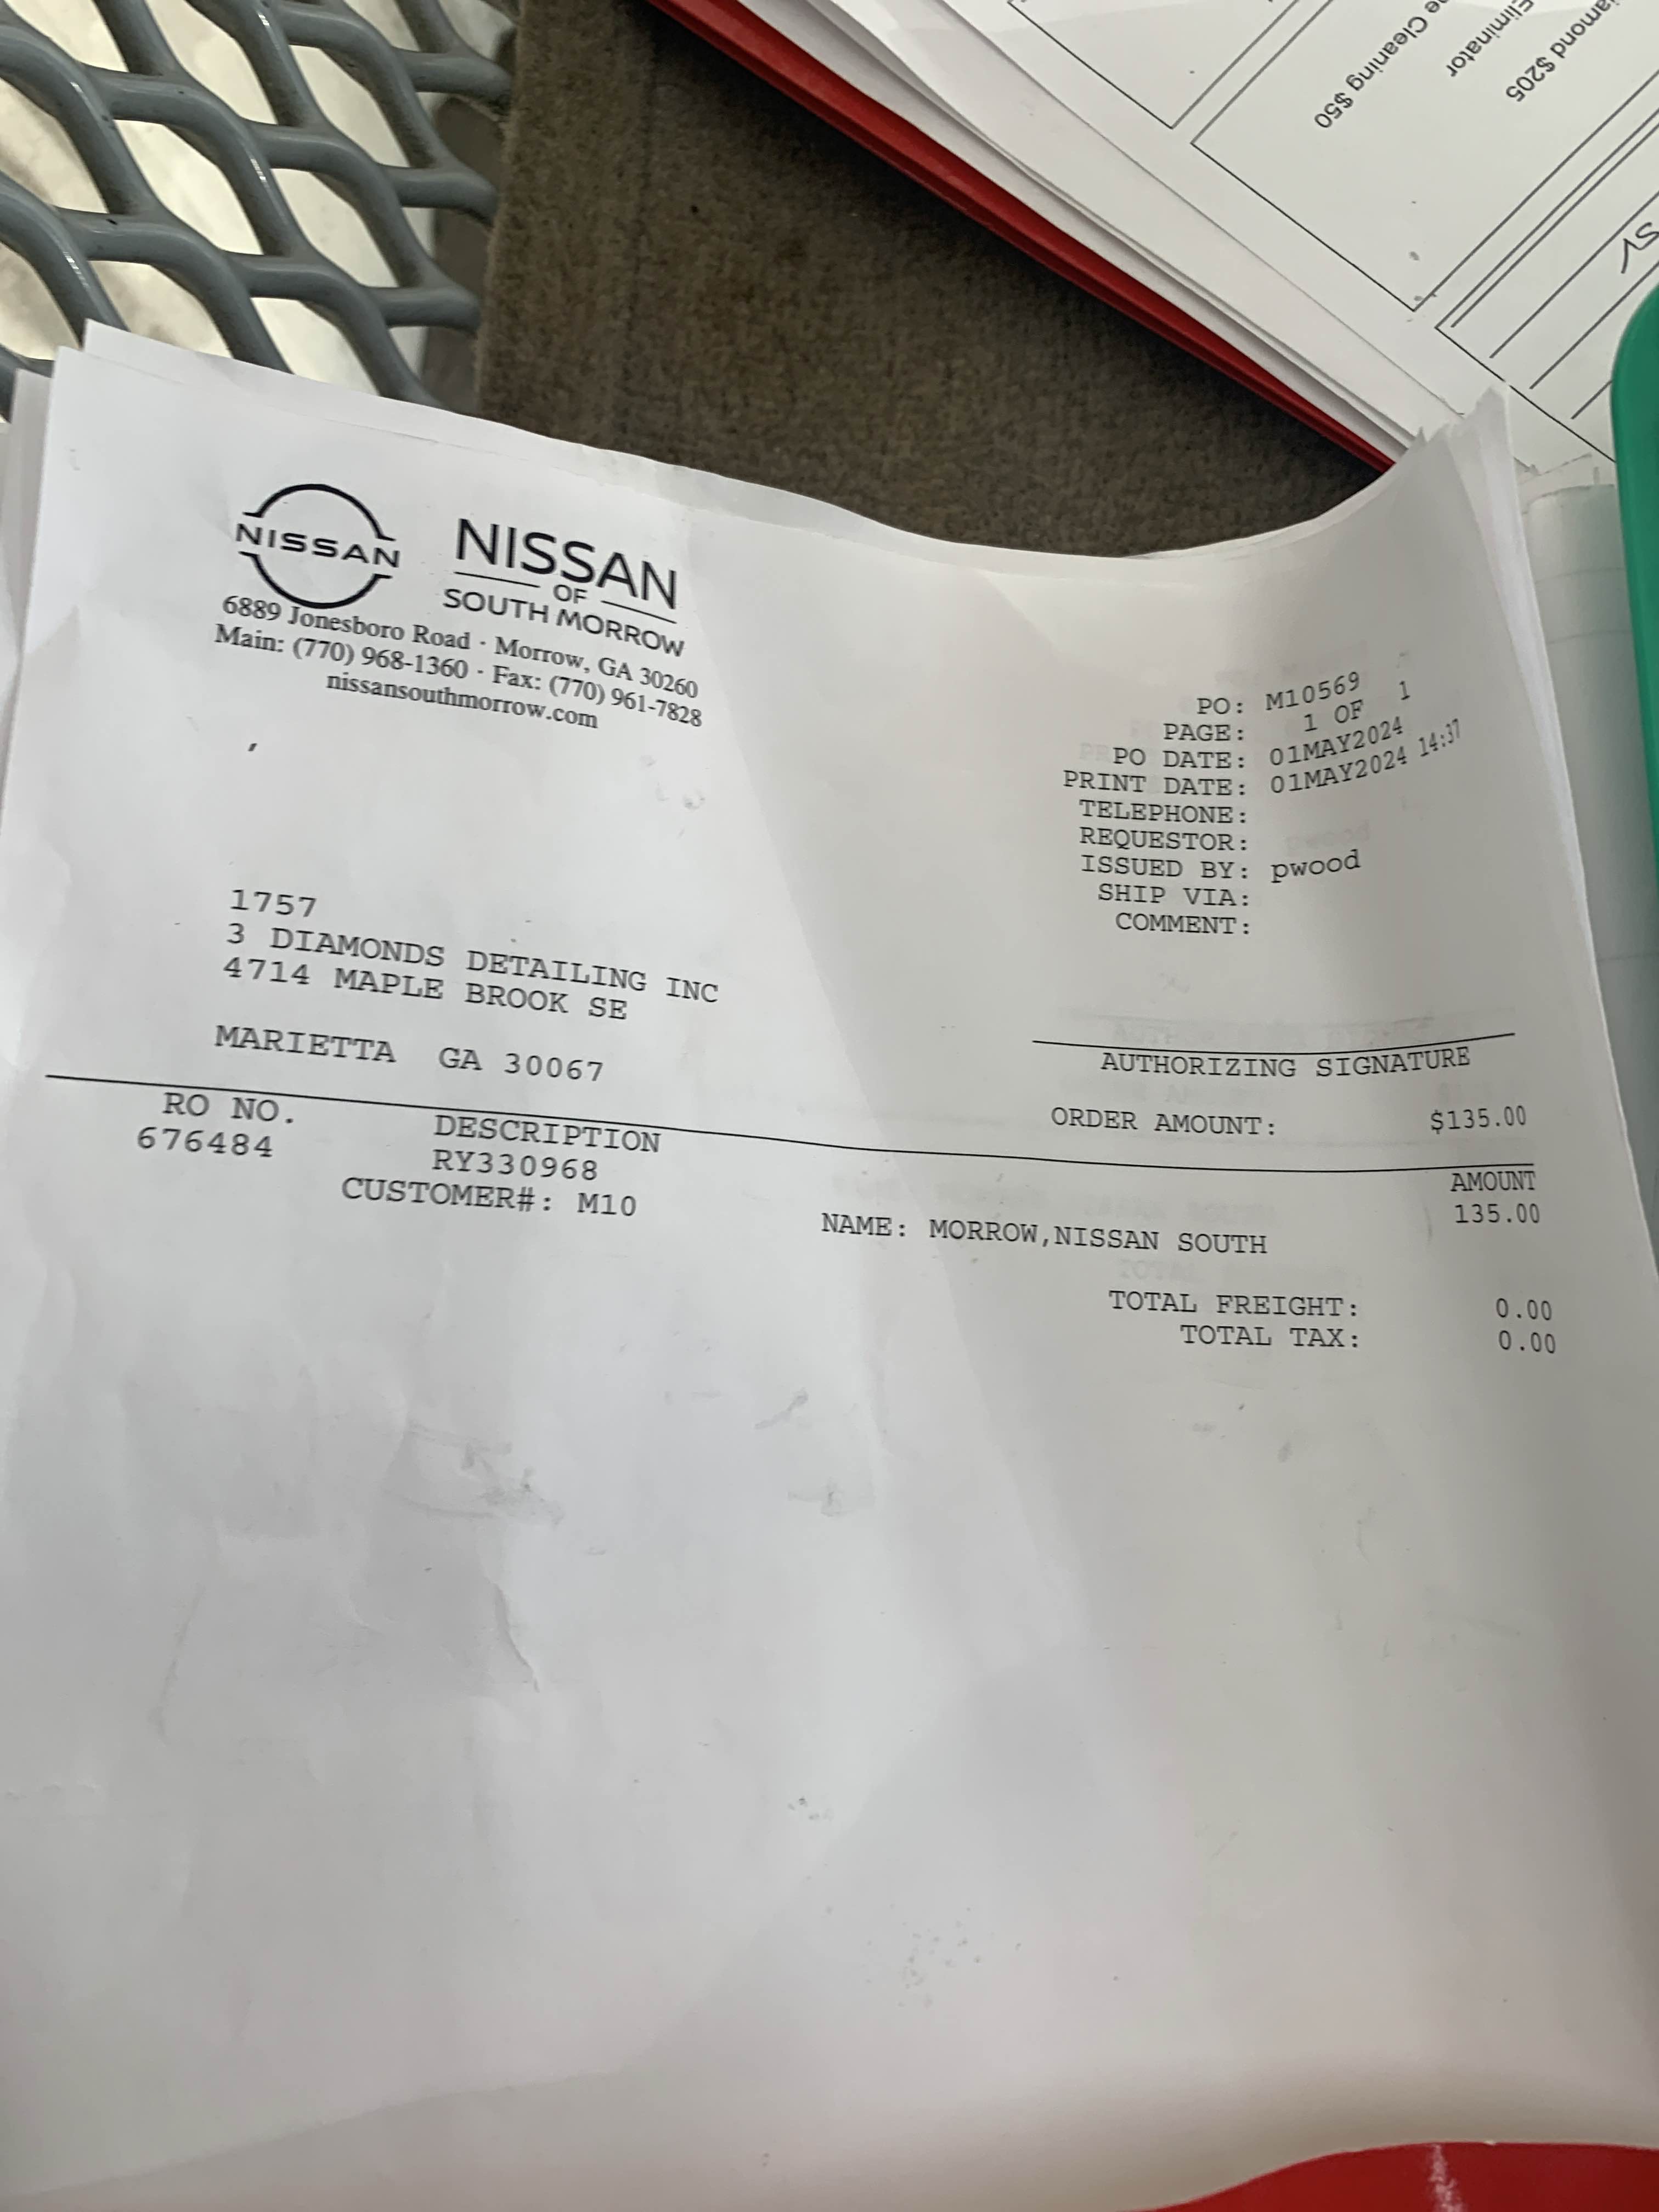 iamond $205
Eliminator
e Cleaning $50
NISSAN
NISSAN
OF
SOUTH MORROW
6889 Jonesboro Road · Morrow, GA 30260
Main: (770) 968-1360 · Fax: (770) 961-7828
nissansouthmorrow.com
PO: M10569
PAGE: 1 OF 1
PO DATE: 01MAY2024
PRINT DATE: 01MAY2024 14:37
TELEPHONE:
REQUESTOR:
ISSUED BY: pwood
SHIP VIA:
COMMENT:
1757
3 DIAMONDS DETAILING INC
4714 MAPLE BROOK SE
MARIETTA GA 30067
AUTHORIZING SIGNATURE
ORDER AMOUNT: $135.00
RO NO. DESCRIPTION AMOUNT
676484 RY330968 135.00
CUSTOMER#: M10 NAME: MORROW,NISSAN SOUTH
TOTAL FREIGHT: 0.00
TOTAL TAX: 0.00